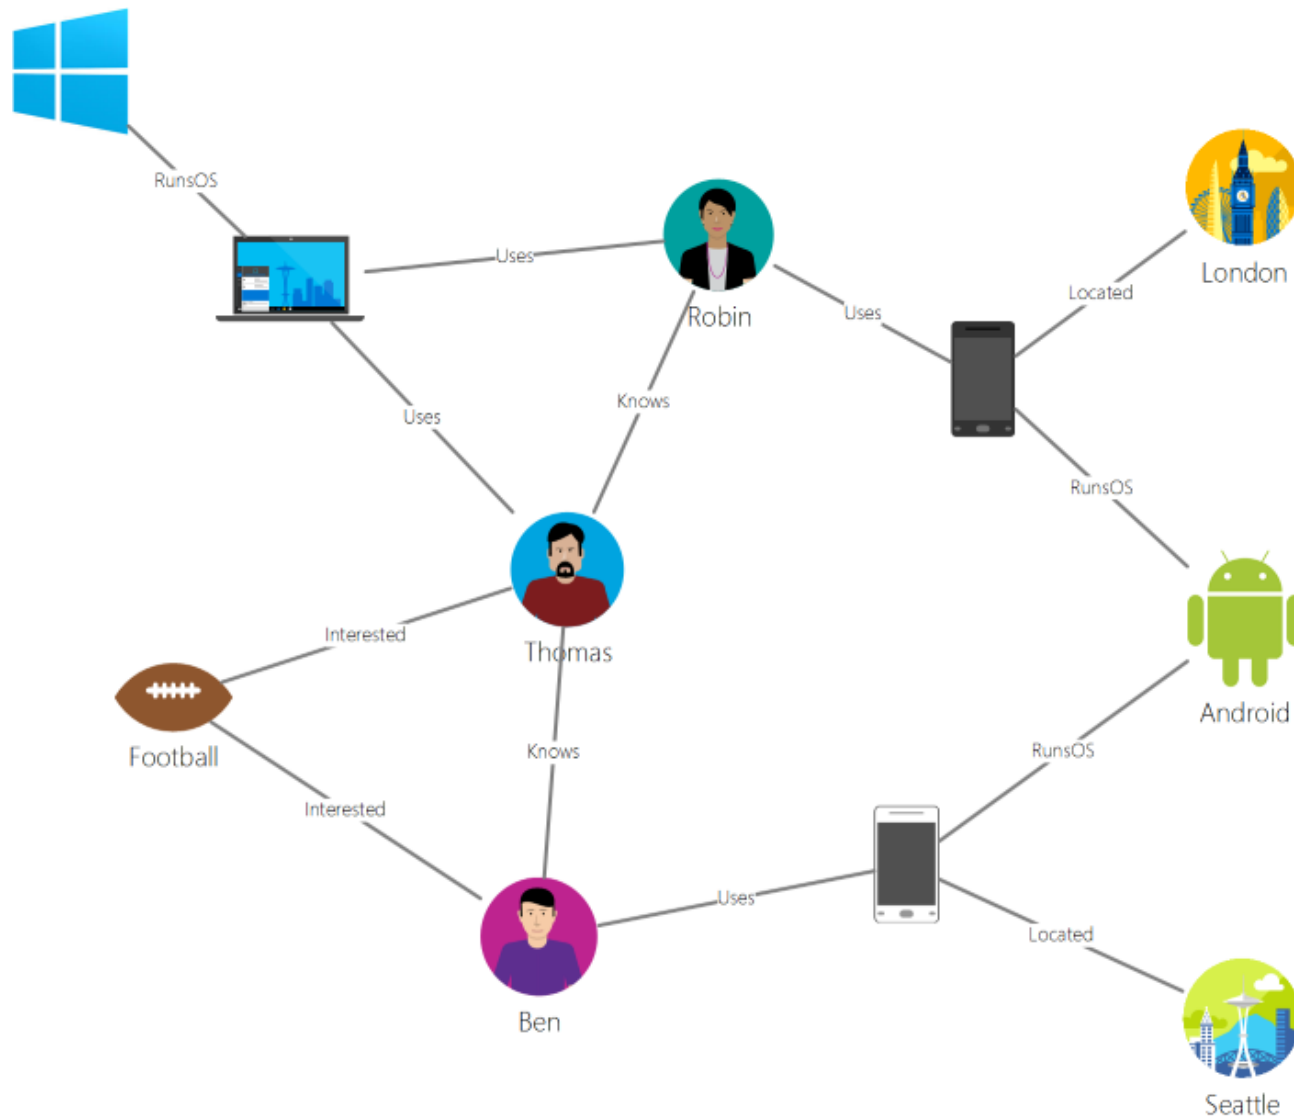 RunsOS
London
Uses
Located
Robin
Uses
Knows
Uses
RunsOS
Interested
Thomas
Android
Football
Knows
RunsOS
Interested
Uses
Located
Ben
Seattle